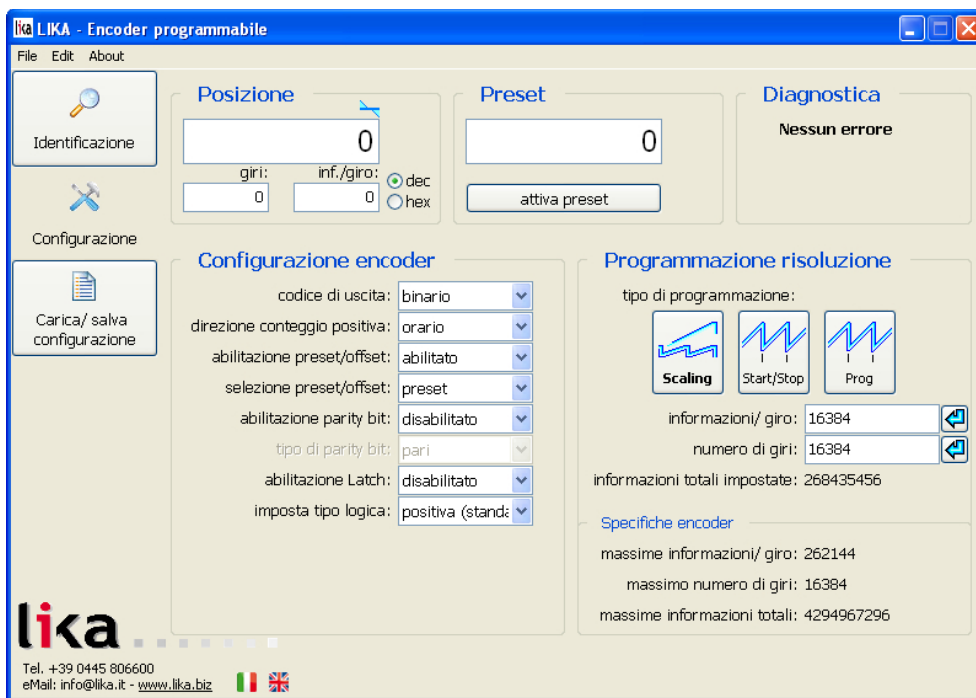 lika LIKA - Encoder programmabile
File Edit About
Identificazione
Configurazione
Carica/ salva
configurazione
Posizione
0
giri:
inf./giro:
0
0
dec
hex
Preset
0
attiva preset
Diagnostica
Nessun errore
Configurazione encoder
codice di uscita: binario
direzione conteggio positiva: orario
abilitazione preset/offset: abilitato
selezione preset/offset: preset
abilitazione parity bit: disabilitato
tipo di parity bit: pari
abilitazione Latch: disabilitato
imposta tipo logica: positiva (standa
Programmazione risoluzione
tipo di programmazione:
Scaling
Start/Stop
Prog
informazioni/ giro: 16384
numero di giri: 16384
informazioni totali impostate: 268435456
Specifiche encoder
massime informazioni/ giro: 262144
massimo numero di giri: 16384
massime informazioni totali: 4294967296
lika
Tel. +39 0445 806600
eMail: info@lika.it - www.lika.biz